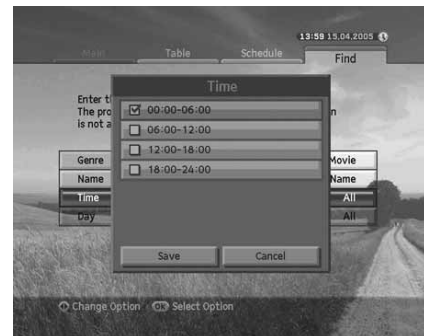 13:59 15.04.2005
Main Table Schedule Find
Time
Enter t
The pro n
is not a
00:00-06:00
06:00-12:00
12:00-18:00
18:00-24:00
Genre Movie
Name Name
Time All
Day All
Save Cancel
Change Option OK Select Option